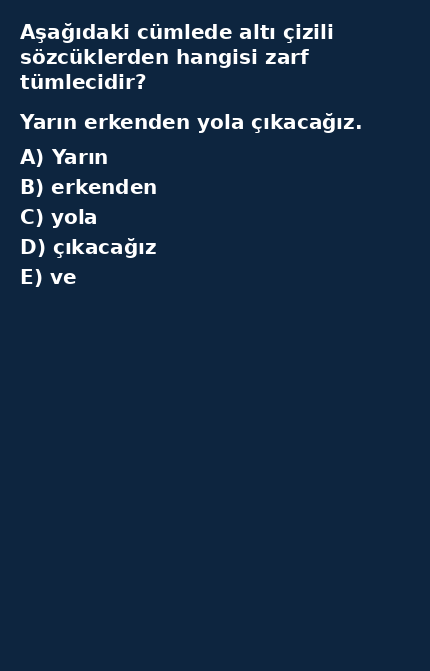 Aşağıdaki cümlede altı çizili
sözcüklerden hangisi zarf
tümlecidir?
Yarın erkenden yola çıkacağız.
A) Yarın
B) erkenden
C) yola
D) çıkacağız
E) ve